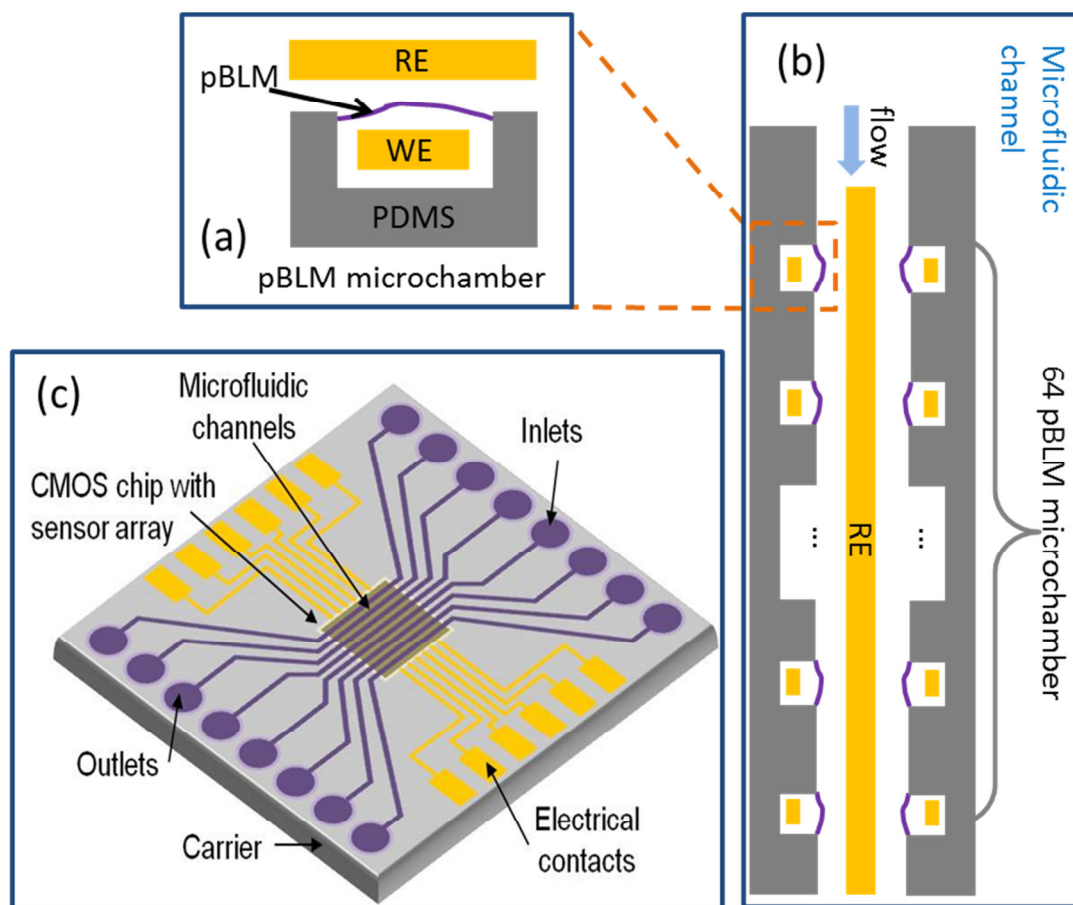 RE
pBLM
WE
PDMS
(a)
pBLM microchamber
(b)
Microfluidic
channel
flow
RE
...
...
64 pBLM microchamber
(c)
Microfluidic
channels
Inlets
CMOS chip with
sensor array
Outlets
Carrier
Electrical
contacts